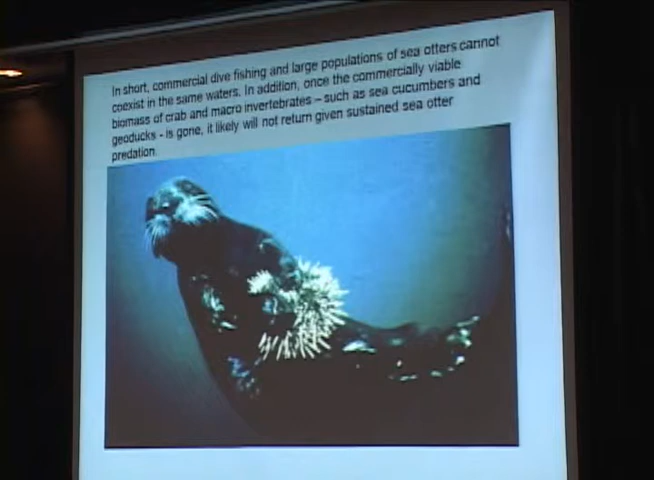 In short, commercial dive fishing and large populations of sea otters cannot
coexist in the same waters. In addition, once the commercially viable
biomass of crab and macro invertebrates – such as sea cucumbers and
geoducks - is gone, it likely will not return given sustained sea otter
predation.